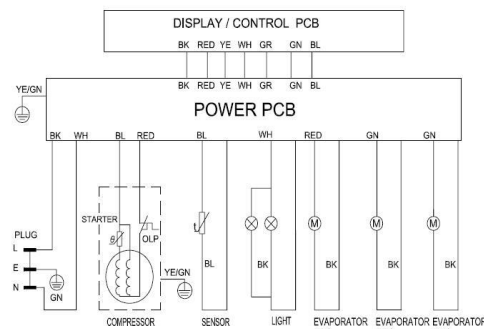 DISPLAY / CONTROL PCB
BK RED YE WH GR GN BL
BK RED YE WH GR GN BL
YE/GN
POWER PCB
BK WH BL RED BL WH RED GN GN
STARTER
θ
OLP
t
M M M
PLUG
L
E
N
GN
YE/GN
BL BK BK BK BK
COMPRESSOR SENSOR LIGHT EVAPORATOR EVAPORATOR EVAPORATOR